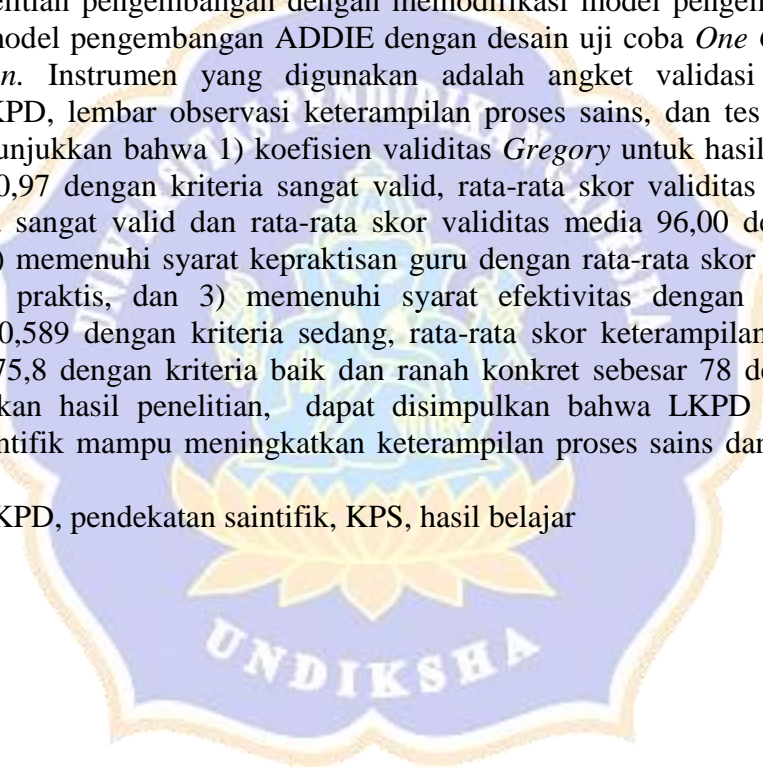 entian pengembangan dengan memodifikasi model pengem
model pengembangan ADDIE dengan desain uji coba One
n. Instrumen yang digunakan adalah angket validasi
KPD, lembar observasi keterampilan proses sains, dan tes
unjukkan bahwa 1) koefisien validitas Gregory untuk hasil
0,97 dengan kriteria sangat valid, rata-rata skor validitas
sangat valid dan rata-rata skor validitas media 96,00 de
) memenuhi syarat kepraktisan guru dengan rata-rata skor
praktis, dan 3) memenuhi syarat efektivitas dengan
0,589 dengan kriteria sedang, rata-rata skor keterampilan
75,8 dengan kriteria baik dan ranah konkret sebesar 78 de
kan hasil penelitian, dapat disimpulkan bahwa LKPD
ntifik mampu meningkatkan keterampilan proses sains dan
KPD, pendekatan saintifik, KPS, hasil belajar
UNIVERSITAS PENDIDIKAN GANESHA
UNDIKSHA